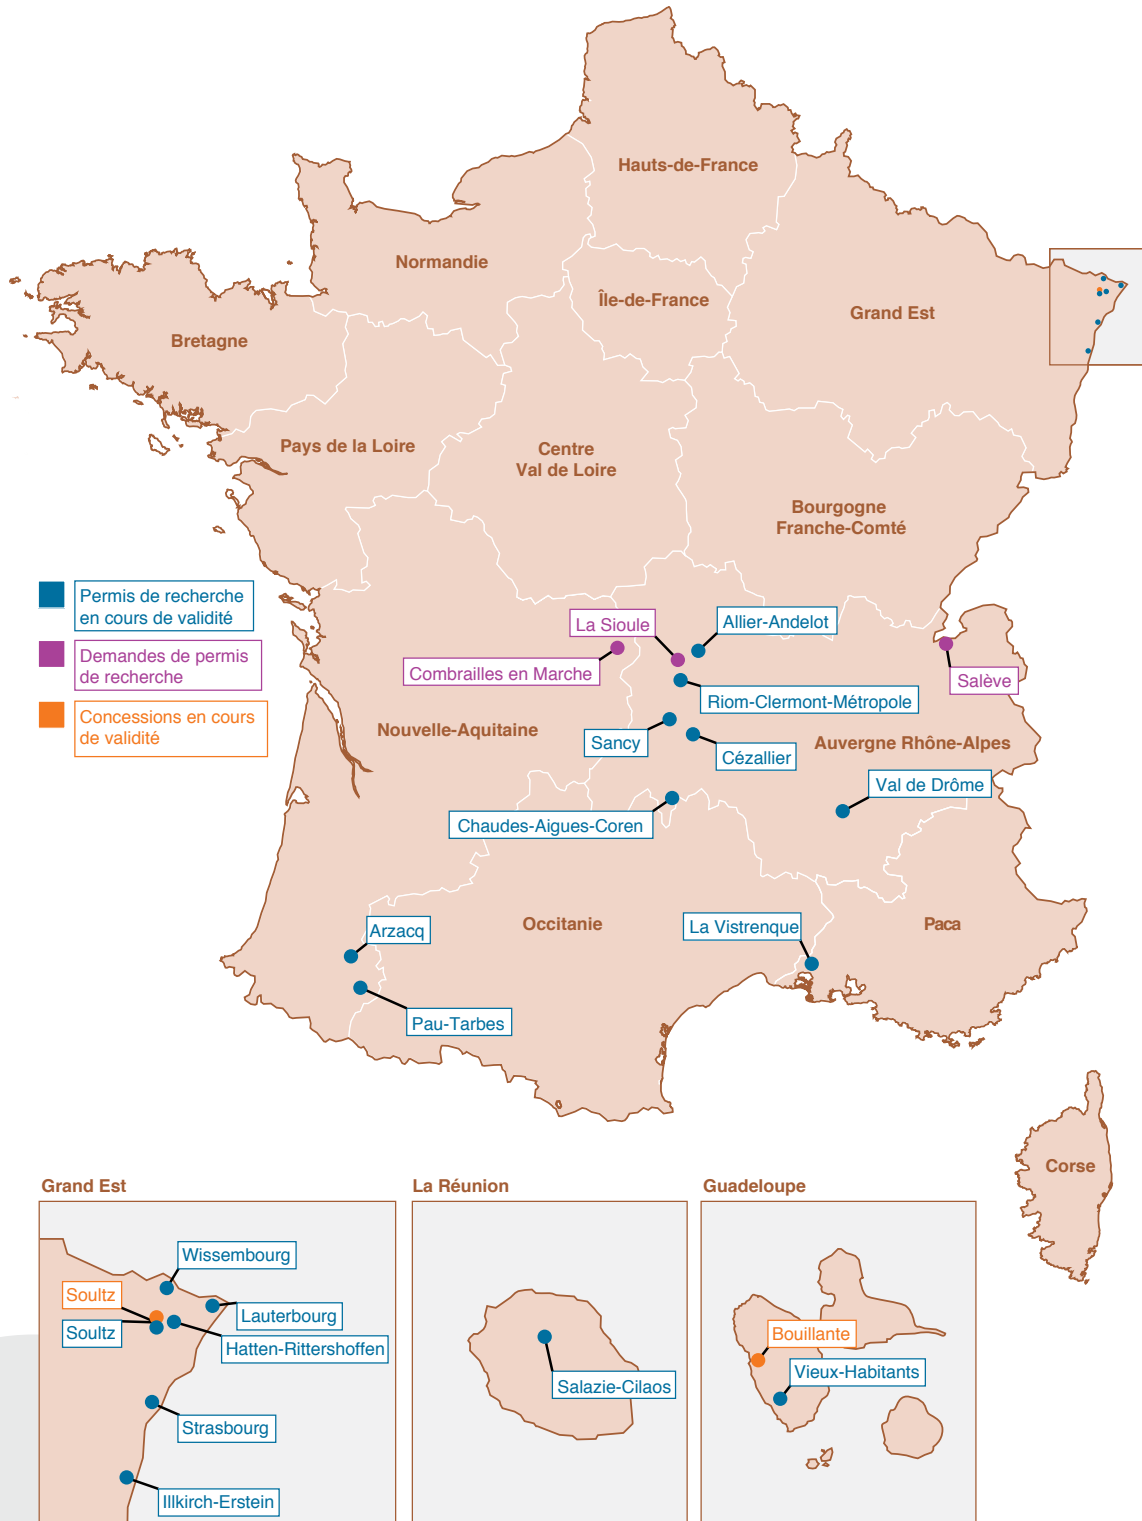 Hauts-de-France
Normandie
Île-de-France
Grand Est
Bretagne
Pays de la Loire
Centre
Val de Loire
Bourgogne
Franche-Comté
Permis de recherche
en cours de validité
Demandes de permis
de recherche
Concessions en cours
de validité
La Sioule
Allier-Andelot
Combrailles en Marche
Salève
Riom-Clermont-Métropole
Nouvelle-Aquitaine
Sancy
Cézallier
Auvergne Rhône-Alpes
Val de Drôme
Chaudes-Aigues-Coren
Arzacq
Occitanie
La Vistrenque
Paca
Pau-Tarbes
Corse
Grand Est
Wissembourg
Soultz
Lauterbourg
Soultz
Hatten-Rittershoffen
Strasbourg
Illkirch-Erstein
La Réunion
Salazie-Cilaos
Guadeloupe
Bouillante
Vieux-Habitants